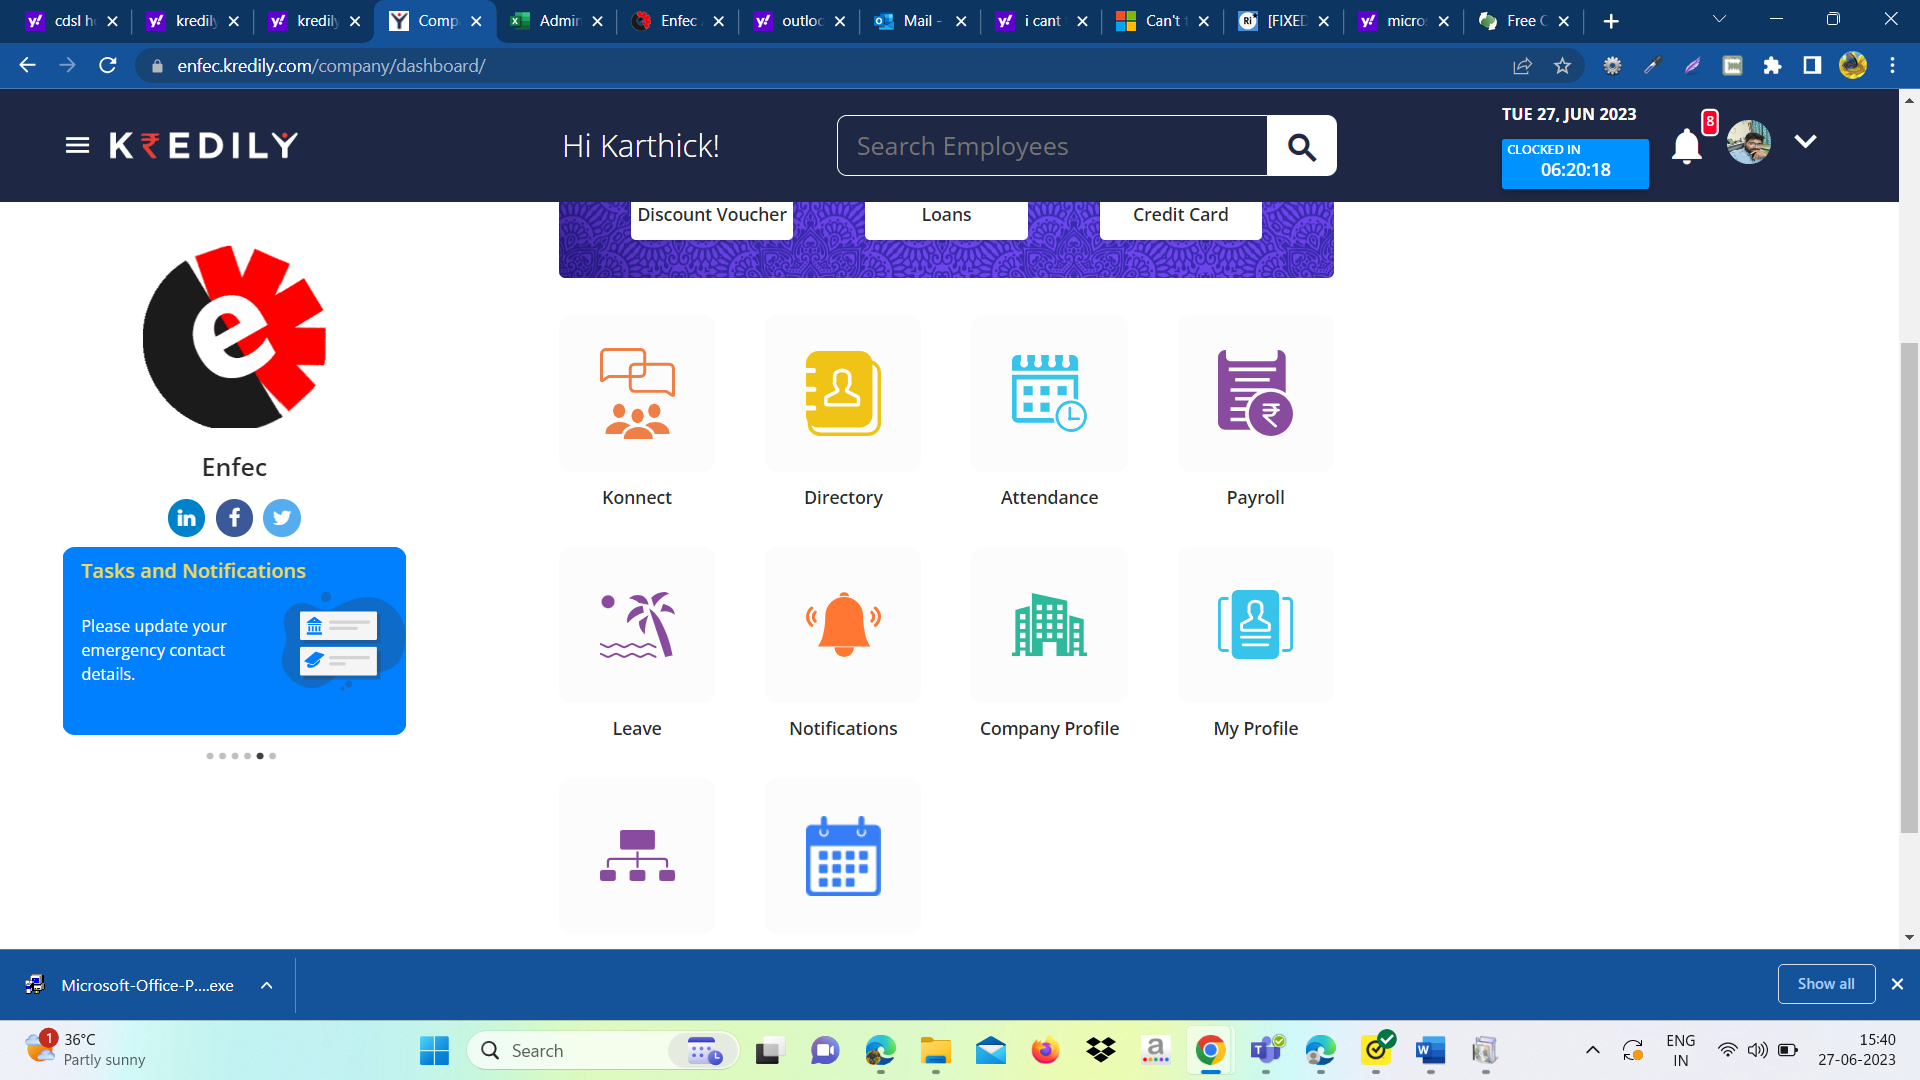 cdsl h
kredily
kredily
Comp
Admin
Enfec
outloo
Mail -
i cant
Can't
[FIXED
micro
Free C
enfec.kredily.com/company/dashboard/
KREDILY
Hi Karthick!
Search Employees
TUE 27, JUN 2023
CLOCKED IN
06:20:18
8
Discount Voucher
Loans
Credit Card
e
Enfec
Tasks and Notifications
Please update your
emergency contact
details.
Konnect
Directory
Attendance
Payroll
Leave
Notifications
Company Profile
My Profile
Microsoft-Office-P....exe
Show all
1
36°C
Partly sunny
Search
ENG
IN
15:40
27-06-2023